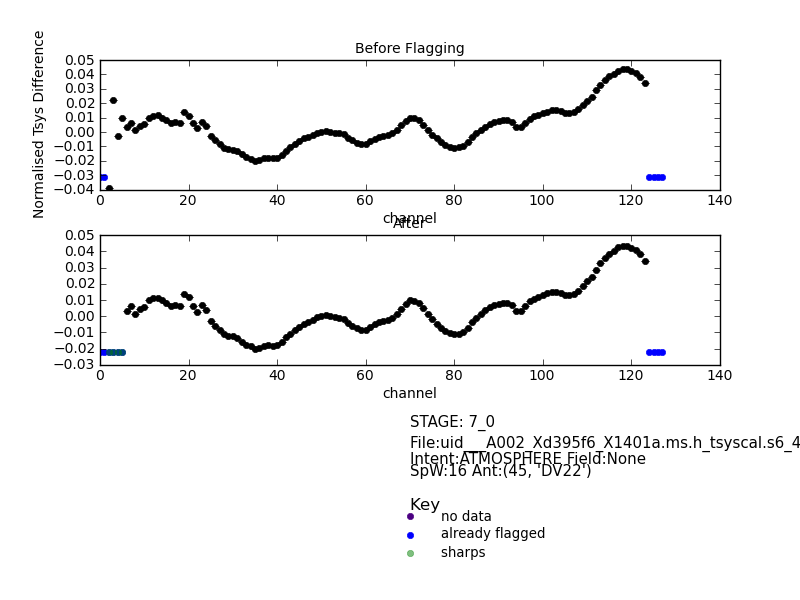 Before Flagging
Normalised Tsys Difference
0.05
0.04
0.03
0.02
0.01
0.00
−0.01
−0.02
−0.03
−0.04
0 20 40 60 80 100 120 140
channel
After
0.05
0.04
0.03
0.02
0.01
0.00
−0.01
−0.02
−0.03
0 20 40 60 80 100 120 140
channel
STAGE: 7_0
File:uid___A002_Xd395f6_X1401a.ms.h_tsyscal.s6_4
Intent:ATMOSPHERE Field:None
SpW:16 Ant:(45, 'DV22')
Key
no data
already flagged
sharps